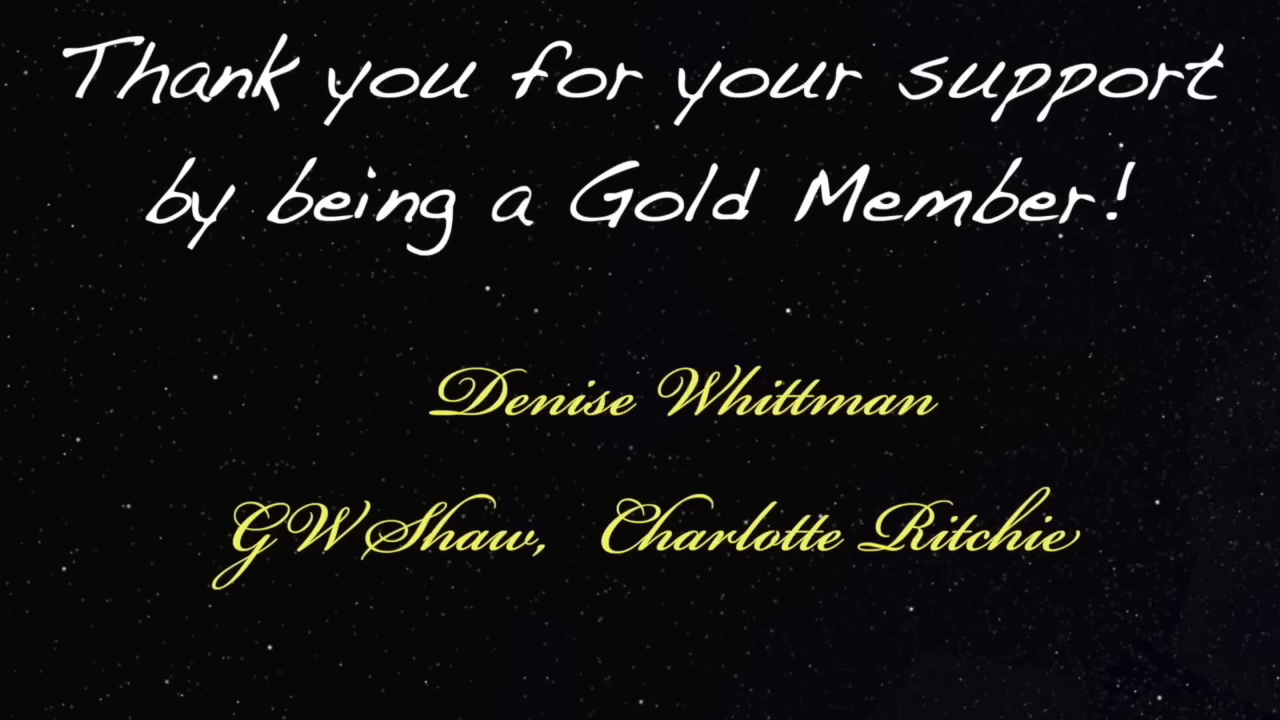 Thank you for your support
by being a Gold Member!
Denise Whittman
GW Shaw, Charlotte Ritchie